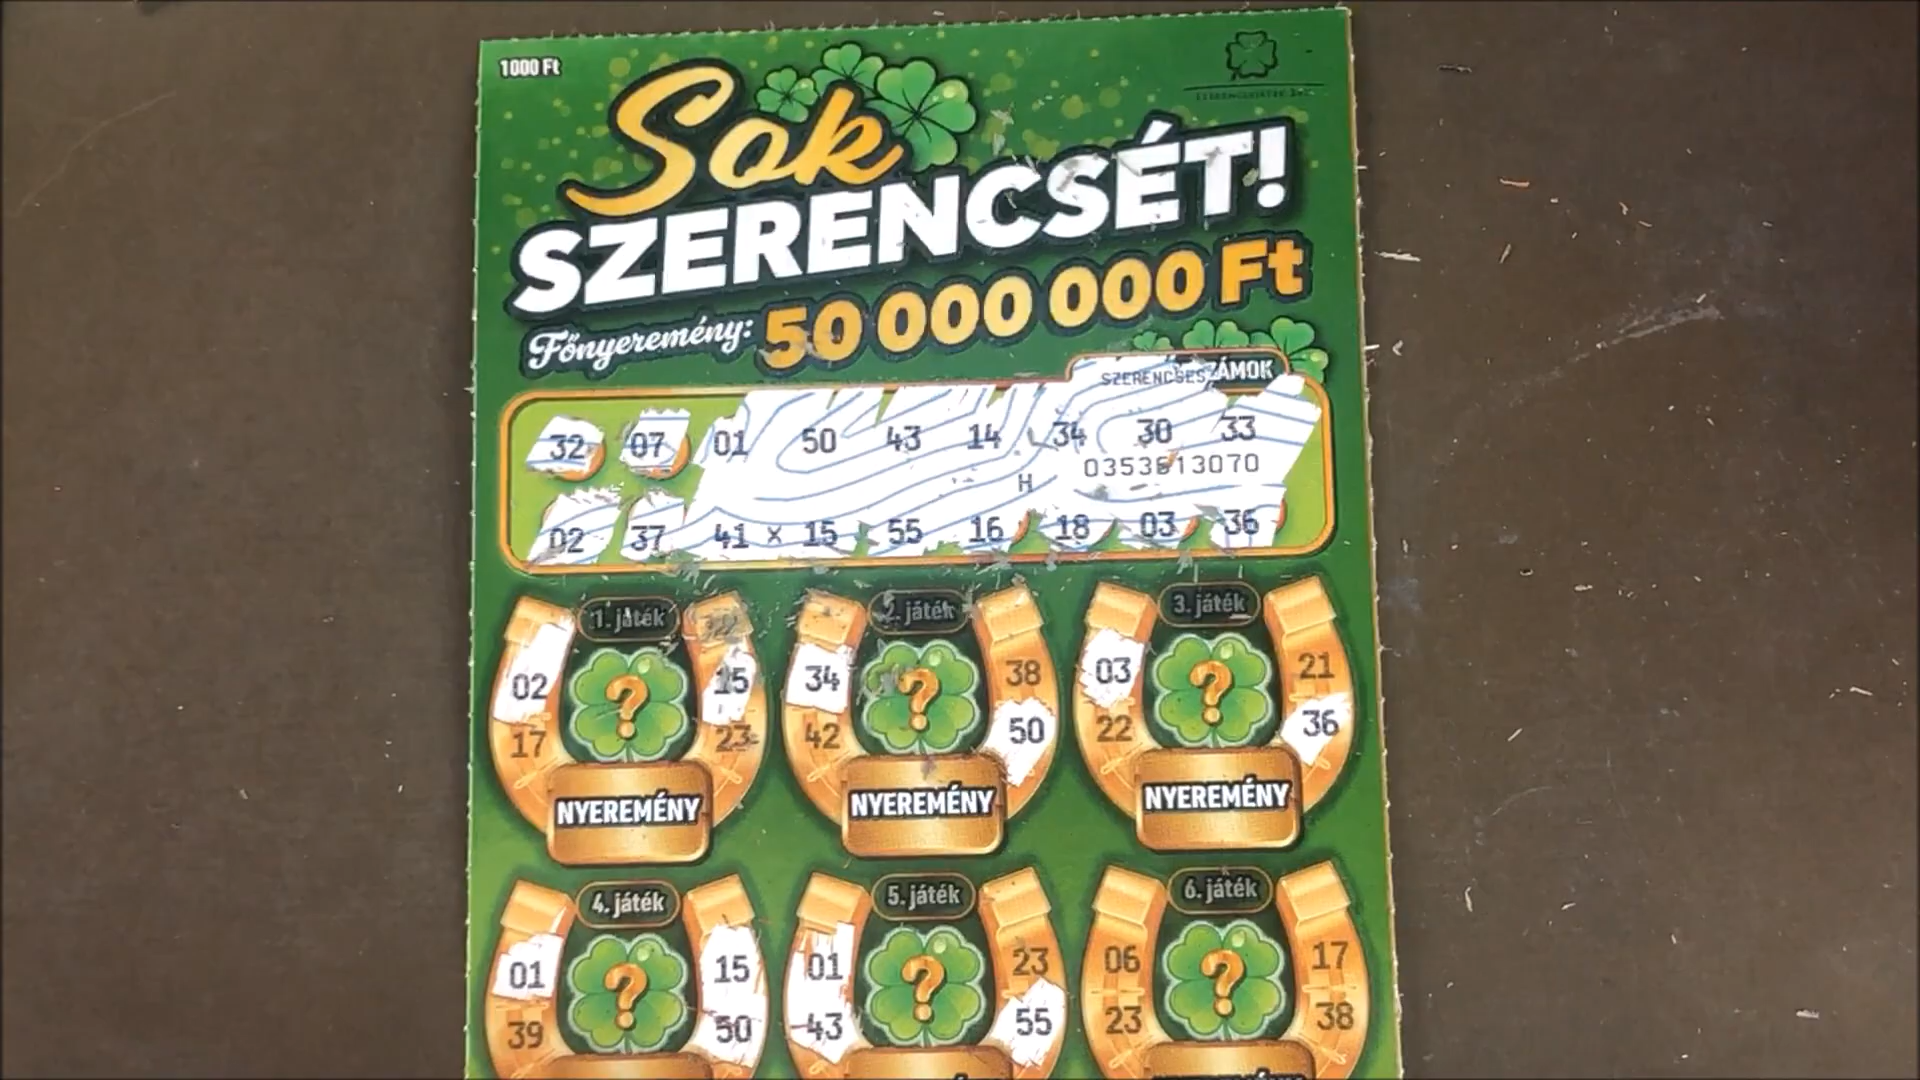 1000 Ft
Sok
SZERENCSÉT!
Főnyeremény: 50 000 000 Ft
SZERENCSESZÁMOK
32 07 01 50 43 14 34 30 33
0353613070
H
02 37 41 x 15 55 16 18 03 36
1. játék 2. játék 3. játék
02 15 34 38 03 21
17 23 42 50 22 36
NYEREMÉNY NYEREMÉNY NYEREMÉNY
4. játék 5. játék 6. játék
01 15 01 23 06 17
39 50 43 55 23 38